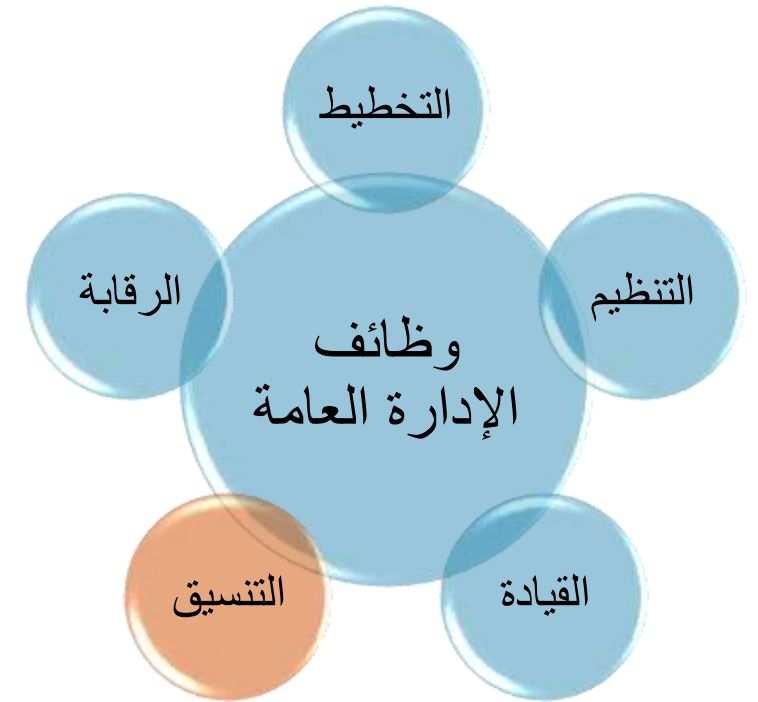 التخطيط
التنظيم
الرقابة
وظائف
الإدارة العامة
القيادة
التنسيق